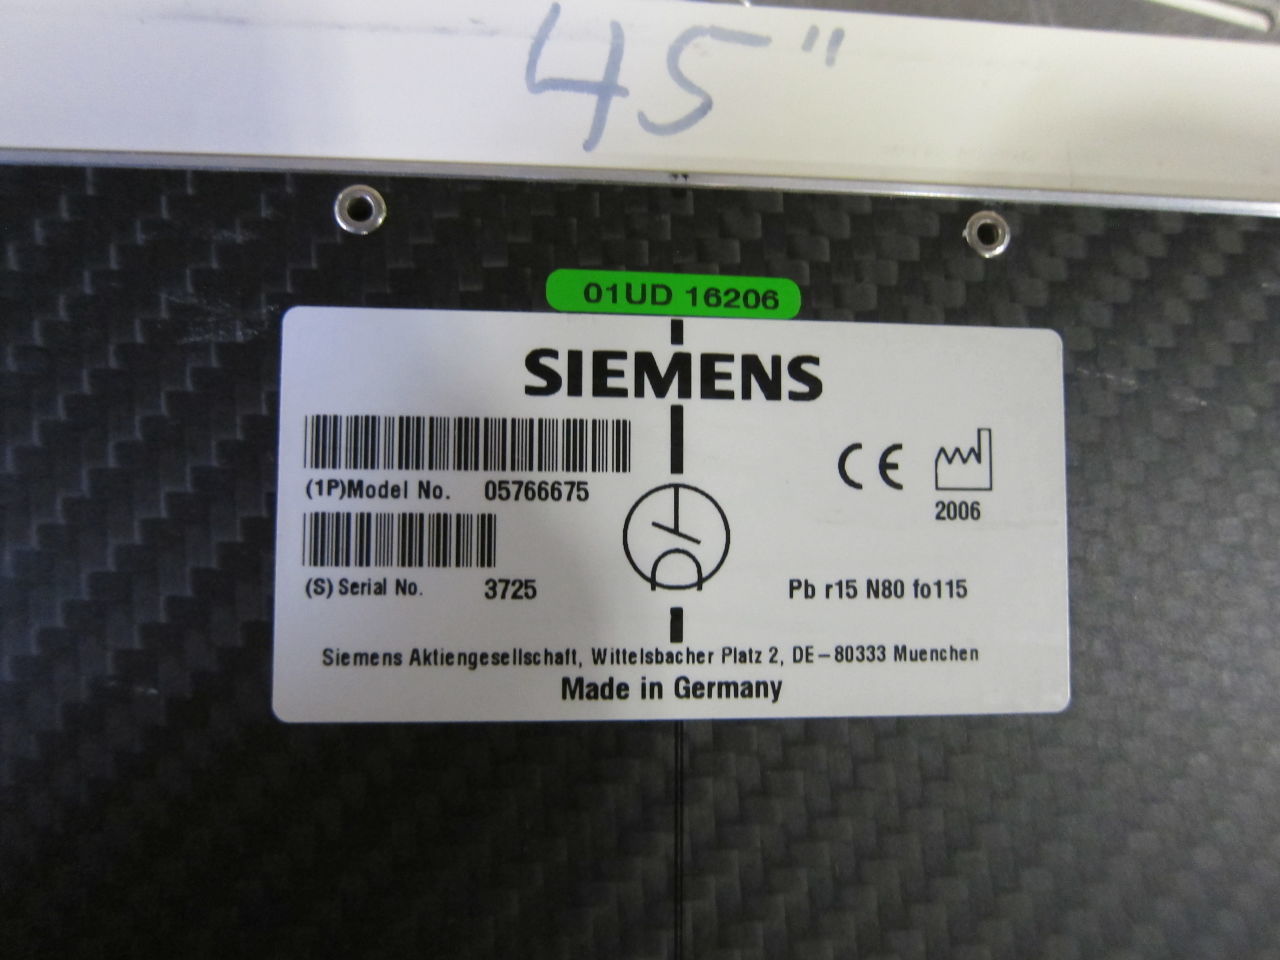 45"
01UD 16206
SIEMENS
(1P)Model No. 05766675
CE
2006
(S) Serial No. 3725
Pb r15 N80 fo115
Siemens Aktiengesellschaft, Wittelsbacher Platz 2, DE-80333 Muenchen
Made in Germany